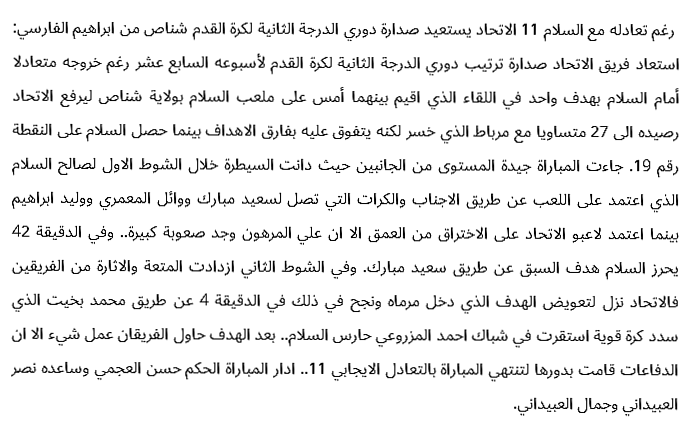 رغم تعادله مع السلام 11 الاتحاد يستعيد صدارة دوري الدرجة الثانية لكرة القدم شناص من ابراهيم الفارسي:
استعاد فريق الاتحاد صدارة ترتيب دوري الدرجة الثانية لكرة القدم لأسبوعه السابع عشر رغم خروجه متعادلا
أمام السلام بهدف واحد في اللقاء الذي اقيم بينهما أمس على ملعب السلام بولاية شناص ليرفع الاتحاد
رصيده الى 27 متساويا مع مرباط الذي خسر لكنه يتفوق عليه بفارق الاهداف بينما حصل السلام على النقطة
رقم 19. جاءت المباراة جيدة المستوى من الجانبين حيث دانت السيطرة خلال الشوط الاول لصالح السلام
الذي اعتمد على اللعب عن طريق الاجناب والكرات التي تصل لسعيد مبارك ووائل المعمري ووليد ابراهيم
بينما اعتمد لاعبو الاتحاد على الاختراق من العمق الا ان علي المرهون وجد صعوبة كبيرة.. وفي الدقيقة 42
يحرز السلام هدف السبق عن طريق سعيد مبارك. وفي الشوط الثاني ازدادت المتعة والاثارة من الفريقين
فالاتحاد نزل لتعويض الهدف الذي دخل مرماه ونجح في ذلك في الدقيقة 4 عن طريق محمد بخيت الذي
سدد كرة قوية استقرت في شباك احمد المزروعي حارس السلام.. بعد الهدف حاول الفريقان عمل شيء الا ان
الدفاعات قامت بدورها لتنتهي المباراة بالتعادل الايجابي 11.. ادار المباراة الحكم حسن العجمي وساعده نصر
العبيداني وجمال العبيداني.